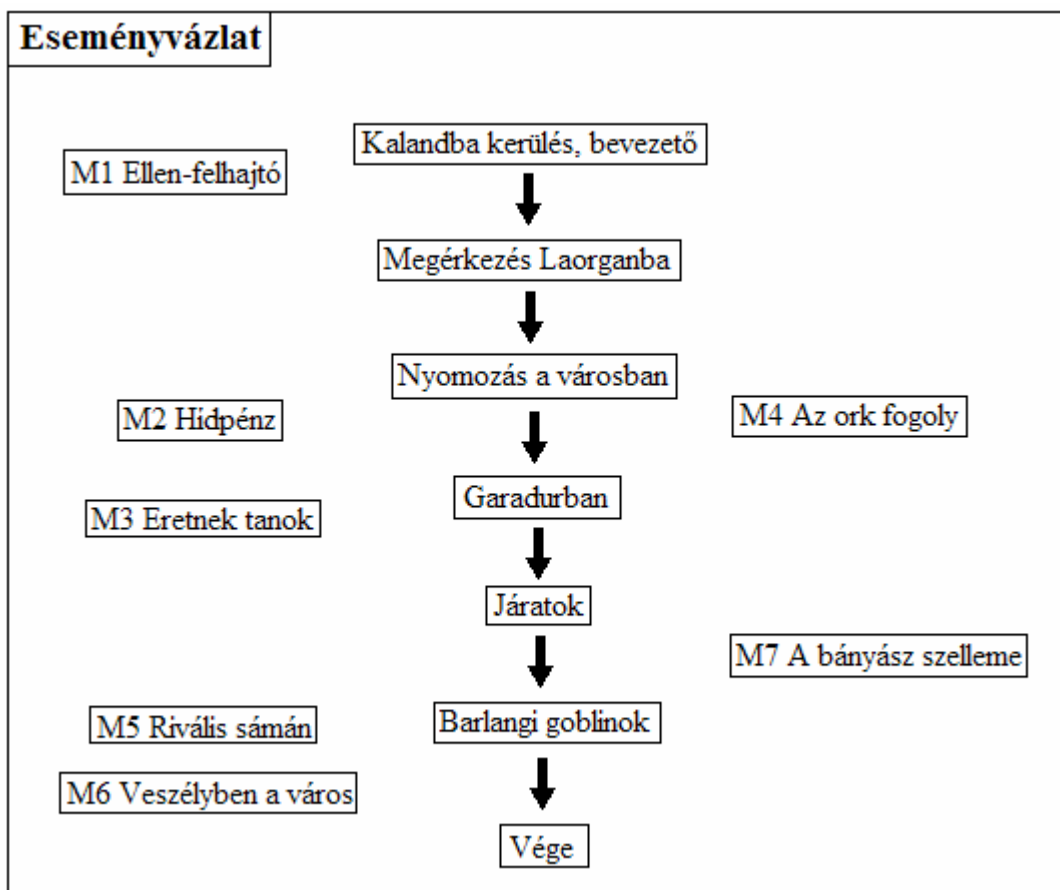 Eseményvázlat
Kalandba kerülés, bevezető
M1 Ellen-felhajtó
Megérkezés Laorganba
Nyomozás a városban
M2 Hídpénz
M4 Az ork fogoly
Garadurban
M3 Eretnek tanok
Járatok
M7 A bányász szelleme
M5 Rivális sámán
Barlangi goblinok
M6 Veszélyben a város
Vége